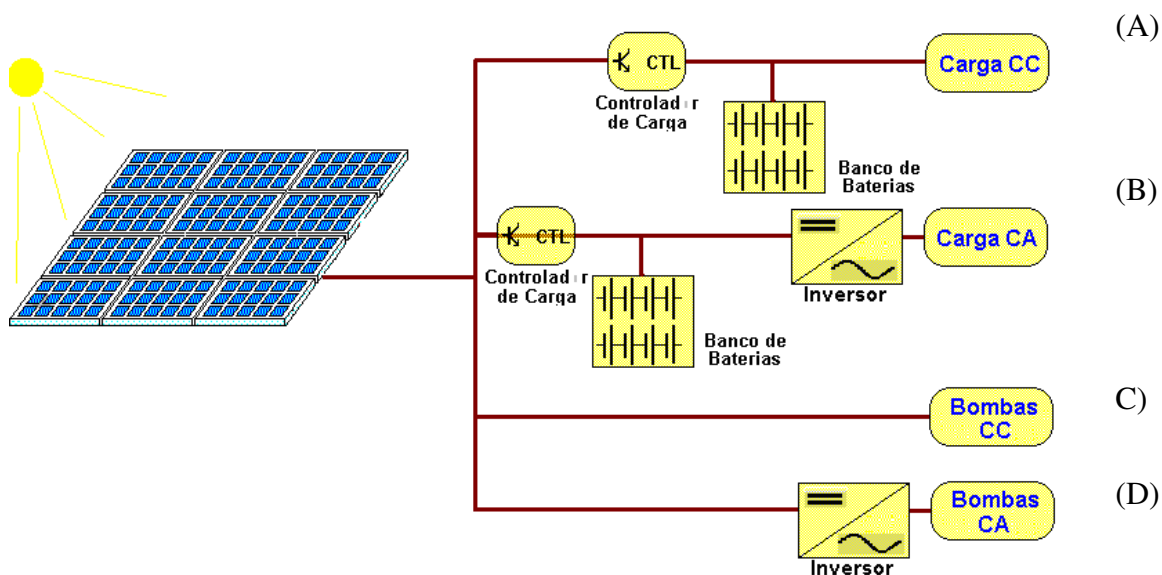 (A)
CTL
Carga CC
Controlad r
de Carga
Banco de
Baterias
(B)
CTL
Carga CA
Controlad r
de Carga
Inversor
Banco de
Baterias
C)
Bombas
CC
(D)
Bombas
CA
Inversor